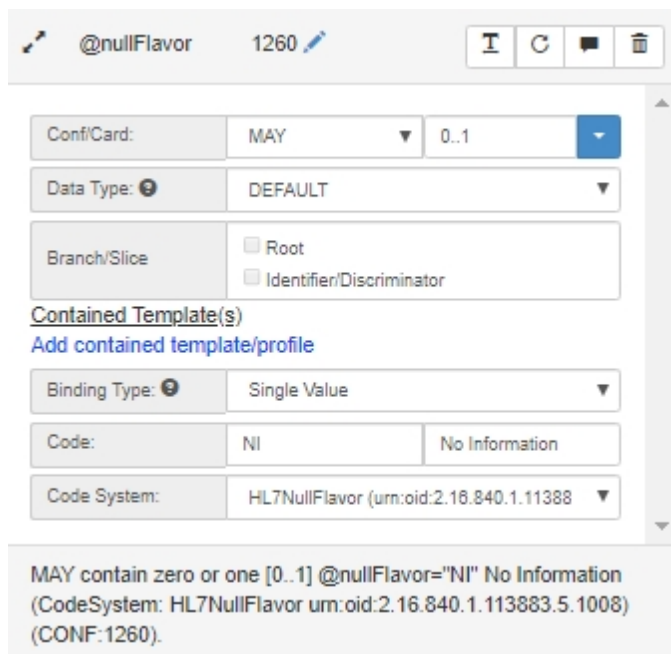 @nullFlavor 1260
Conf/Card: MAY 0..1
Data Type: DEFAULT
Branch/Slice
Root
Identifier/Discriminator
Contained Template(s)
Add contained template/profile
Binding Type: Single Value
Code: NI No Information
Code System: HL7NullFlavor (urn:oid:2.16.840.1.11388
MAY contain zero or one [0..1] @nullFlavor="NI" No Information
(CodeSystem: HL7NullFlavor urn:oid:2.16.840.1.113883.5.1008)
(CONF:1260).